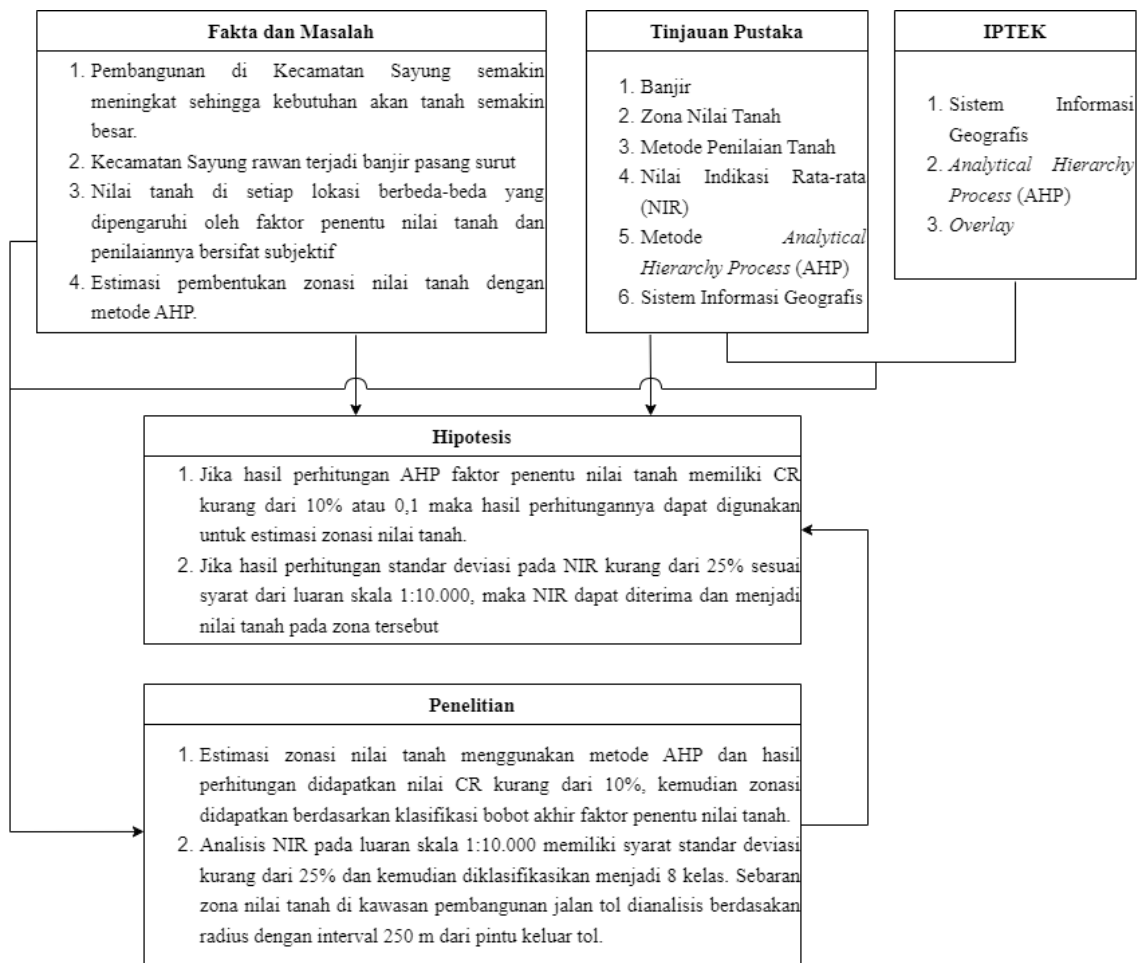 Fakta dan Masalah
1. Pembangunan di Kecamatan Sayung semakin
meningkat sehingga kebutuhan akan tanah semakin
besar.
2. Kecamatan Sayung rawan terjadi banjir pasang surut
3. Nilai tanah di setiap lokasi berbeda-beda yang
dipengaruhi oleh faktor penentu nilai tanah dan
penilaiannya bersifat subjektif
4. Estimasi pembentukan zonasi nilai tanah dengan
metode AHP.
Tinjauan Pustaka
1. Banjir
2. Zona Nilai Tanah
3. Metode Penilaian Tanah
4. Nilai Indikasi Rata-rata
(NIR)
5. Metode Analytical
Hierarchy Process (AHP)
6. Sistem Informasi Geografis
IPTEK
1. Sistem Informasi
Geografis
2. Analytical Hierarchy
Process (AHP)
3. Overlay
Hipotesis
1. Jika hasil perhitungan AHP faktor penentu nilai tanah memiliki CR
kurang dari 10% atau 0,1 maka hasil perhitungannya dapat digunakan
untuk estimasi zonasi nilai tanah.
2. Jika hasil perhitungan standar deviasi pada NIR kurang dari 25% sesuai
syarat dari luaran skala 1:10.000, maka NIR dapat diterima dan menjadi
nilai tanah pada zona tersebut
Penelitian
1. Estimasi zonasi nilai tanah menggunakan metode AHP dan hasil
perhitungan didapatkan nilai CR kurang dari 10%, kemudian zonasi
didapatkan berdasarkan klasifikasi bobot akhir faktor penentu nilai tanah.
2. Analisis NIR pada luaran skala 1:10.000 memiliki syarat standar deviasi
kurang dari 25% dan kemudian diklasifikasikan menjadi 8 kelas. Sebaran
zona nilai tanah di kawasan pembangunan jalan tol dianalisis berdasakan
radius dengan interval 250 m dari pintu keluar tol.